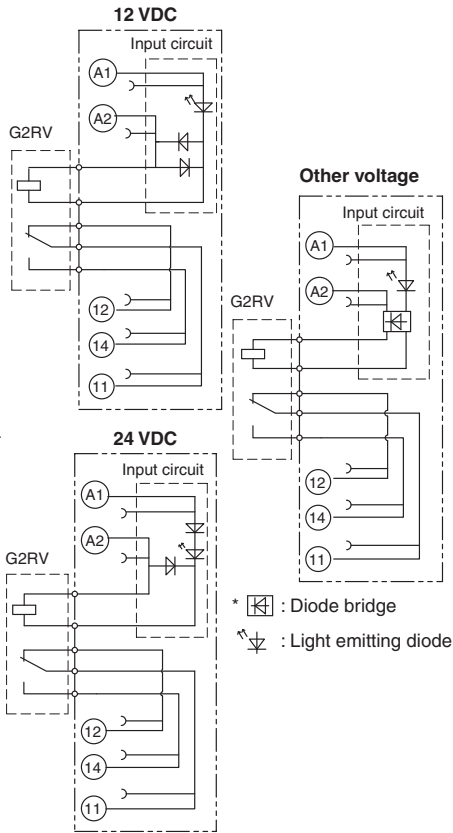 12 VDC
Input circuit
A1
A2
G2RV
12
14
11
Other voltage
Input circuit
A1
A2
G2RV
12
14
11
24 VDC
Input circuit
A1
A2
G2RV
12
14
11
* : Diode bridge
: Light emitting diode